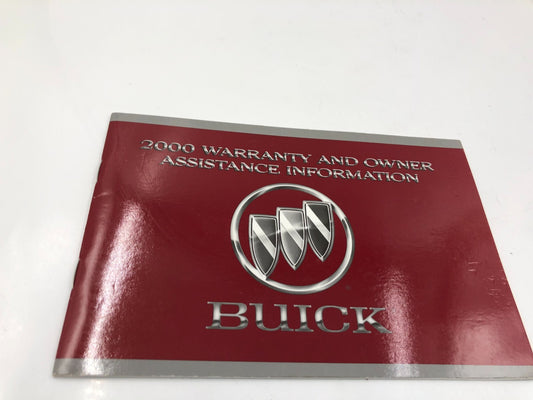 2000 WARRANTY AND OWNER
ASSISTANCE INFORMATION
BUICK